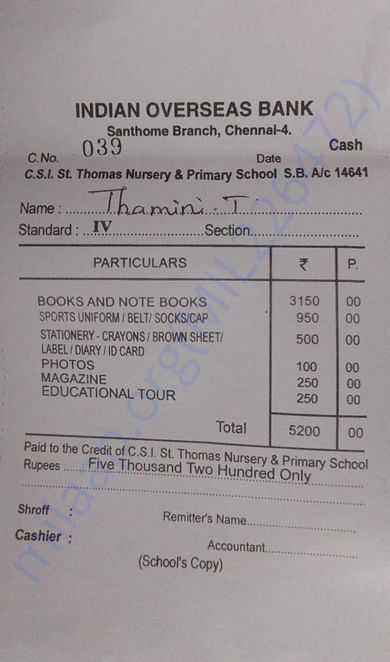 INDIAN OVERSEAS BANK
Santhome Branch, Chennai-4.
C.No. 039 Date Cash
C.S.I. St. Thomas Nursery & Primary School S.B. A/c 14641
Name : Thamini. T
Standard : IV Section
PARTICULARS ₹ P.
BOOKS AND NOTE BOOKS 3150 00
SPORTS UNIFORM / BELT/ SOCKS/CAP 950 00
STATIONERY - CRAYONS / BROWN SHEET/ 500 00
LABEL / DIARY / ID CARD
PHOTOS 100 00
MAGAZINE 250 00
EDUCATIONAL TOUR 250 00
Total 5200 00
Paid to the Credit of C.S.I. St. Thomas Nursery & Primary School
Rupees Five Thousand Two Hundred Only
Shroff : Remitter's Name
Cashier : Accountant
(School's Copy)